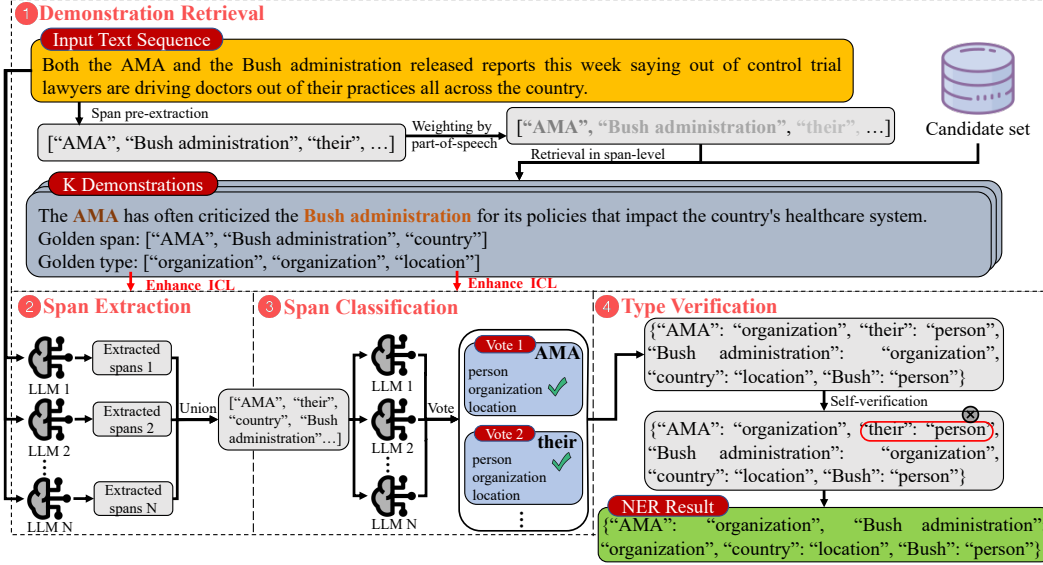 1 Demonstration Retrieval
Input Text Sequence
Both the AMA and the Bush administration released reports this week saying out of control trial
lawyers are driving doctors out of their practices all across the country.
Span pre-extraction
[“AMA”, “Bush administration”, “their”, …]
Weighting by
part-of-speech
[“AMA”, “Bush administration”, “their”, …]
Retrieval in span-level
Candidate set
K Demonstrations
The AMA has often criticized the Bush administration for its policies that impact the country's healthcare system.
Golden span: [“AMA”, “Bush administration”, “country”]
Golden type: [“organization”, “organization”, “location”]
Enhance ICL
Enhance ICL
2 Span Extraction
LLM 1
Extracted
spans 1
LLM 2
Extracted
spans 2
LLM N
Extracted
spans N
Union
3 Span Classification
[“AMA”, “their”,
“country”, “Bush
administration”…]
LLM 1
LLM 2
LLM N
Vote
Vote 1
AMA
person
organization
location
Vote 2
their
person
organization
location
4 Type Verification
{“AMA”: “organization”, “their”: “person”,
“Bush administration”: “organization”,
“country”: “location”, “Bush”: “person”}
Self-verification
{“AMA”: “organization”, “their”: “person”,
“Bush administration”: “organization”,
“country”: “location”, “Bush”: “person”}
NER Result
{“AMA”: “organization”, “Bush administration”
“organization”, “country”: “location”, “Bush”: “person”}